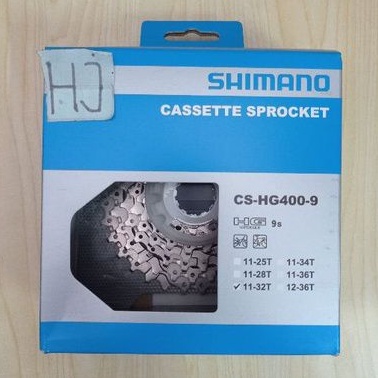 HJ
SHIMANO
CASSETTE SPROCKET
CS-HG400-9
HG 9s
11-25T 11-34T
11-28T 11-36T
✓ 11-32T 12-36T